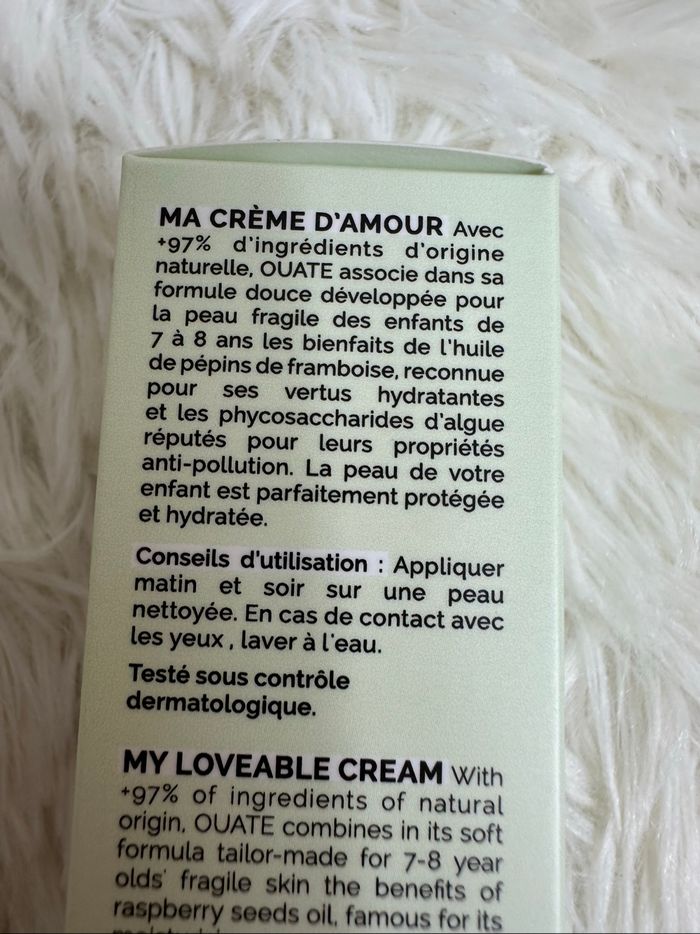 MA CRÈME D'AMOUR Avec
+97% d'ingrédients d'origine
naturelle, OUATE associe dans sa
formule douce développée pour
la peau fragile des enfants de
7 à 8 ans les bienfaits de l'huile
de pépins de framboise, reconnue
pour ses vertus hydratantes
et les phycosaccharides d'algue
réputés pour leurs propriétés
anti-pollution. La peau de votre
enfant est parfaitement protégée
et hydratée.
Conseils d'utilisation : Appliquer
matin et soir sur une peau
nettoyée. En cas de contact avec
les yeux , laver à l'eau.
Testé sous contrôle
dermatologique.
MY LOVEABLE CREAM With
+97% of ingredients of natural
origin, OUATE combines in its soft
formula tailor-made for 7-8 year
olds' fragile skin the benefits of
raspberry seeds oil, famous for its